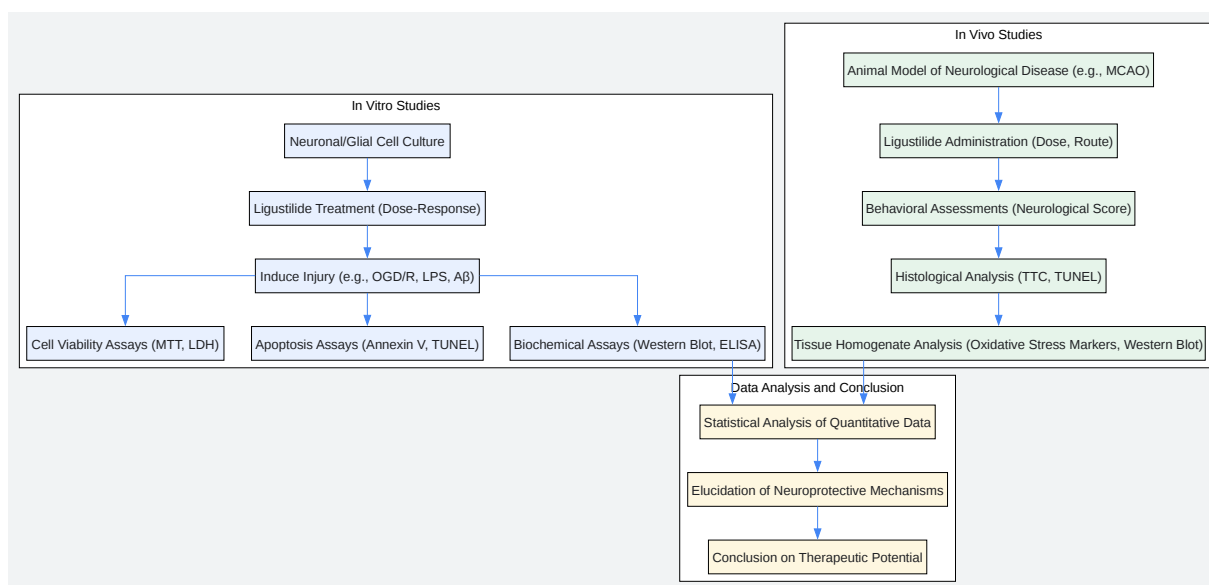 In Vitro Studies
Neuronal/Glial Cell Culture
Ligustilide Treatment (Dose-Response)
Induce Injury (e.g., OGD/R, LPS, Aβ)
Cell Viability Assays (MTT, LDH)
Apoptosis Assays (Annexin V, TUNEL)
Biochemical Assays (Western Blot, ELISA)
In Vivo Studies
Animal Model of Neurological Disease (e.g., MCAO)
Ligustilide Administration (Dose, Route)
Behavioral Assessments (Neurological Score)
Histological Analysis (TTC, TUNEL)
Tissue Homogenate Analysis (Oxidative Stress Markers, Western Blot)
Data Analysis and Conclusion
Statistical Analysis of Quantitative Data
Elucidation of Neuroprotective Mechanisms
Conclusion on Therapeutic Potential